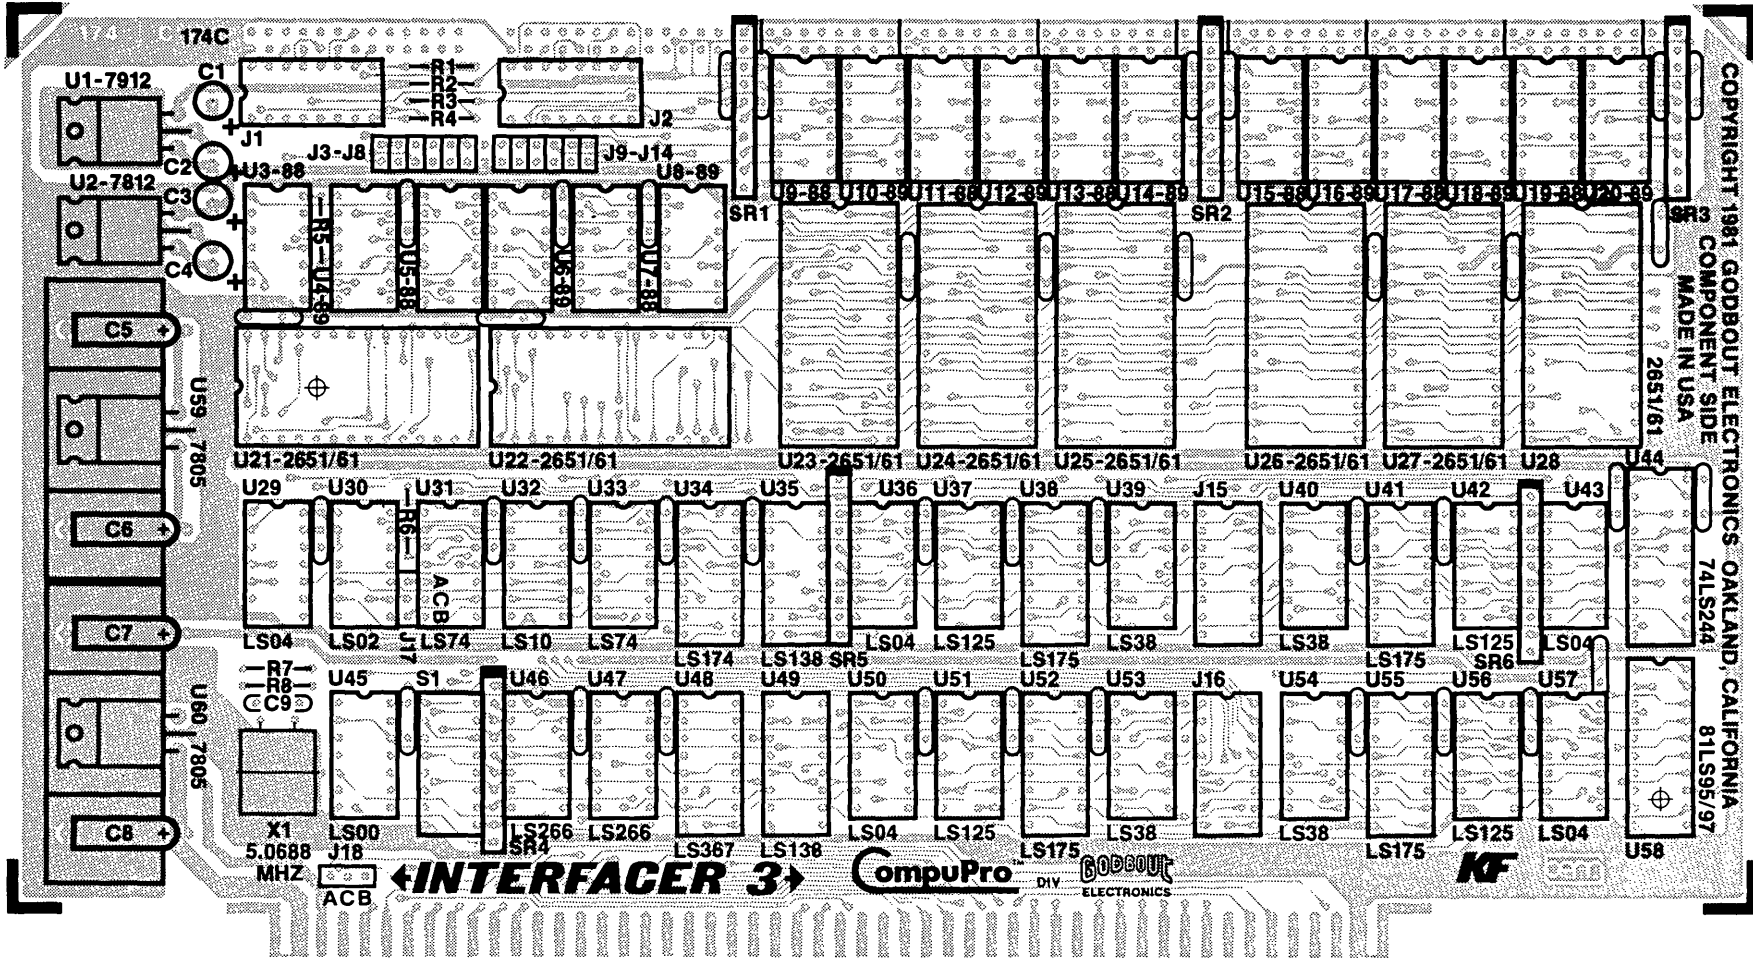 174 C 174C
U1-7912 C1 R1
R2
R3
R4
J1 J2
J3-J8 J9-J14
C2 U3-88 U8-89
U2-7812
C3
C4
R5 U4-89 U5-88 U6-89 U7-88
SR1 U9-88 U10-89 U11-88 U12-89 U13-88 U14-89 SR2 U15-88 U16-89 U17-88 U18-89 U19-88 U20-89 SR3
COPYRIGHT 1981 GODBOUT ELECTRONICS OAKLAND, CALIFORNIA
COMPONENT SIDE
MADE IN USA
C5
U59 7805
C6
2651/61
U21-2651/61 U22-2651/61 U23-2651/61 U24-2651/61 U25-2651/61 U26-2651/61 U27-2651/61 U28
U44
U29 U30 U31 U32 U33 U34 U35 U36 U37 U38 U39 J15 U40 U41 U42 U43
R6
ACB
74LS244
C7
J17
LS04 LS02 LS74 LS10 LS74 LS174 LS138 SR5 LS04 LS125 LS175 LS38 LS38 LS175 LS125 SR6 LS04
R7
R8
C9
U45 S1 U46 U47 U48 U49 U50 U51 U52 U53 J16 U54 U55 U56 U57
U60 7805
81LS95/97
C8
X1
5.0688
MHZ
LS00 LS266 SR4 LS266 LS367 LS138 LS04 LS125 LS175 LS38 LS38 LS175 LS125 LS04 U58
J18
ACB
INTERFACER 3
CompuPro™ DIV GODBOUT
ELECTRONICS
KF